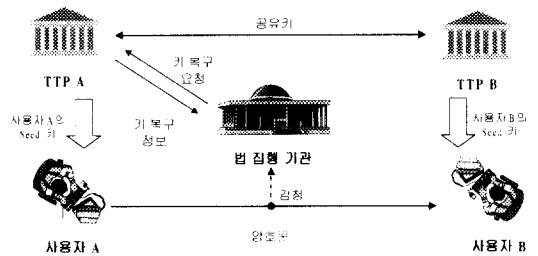 공유키
키 복구
요청
TTP A
TTP B
사용자 A의
Seed 키
키 복구
정보
법 집행 기관
사용자 B의
Seed 키
감청
암호문
사용자 A
사용자 B